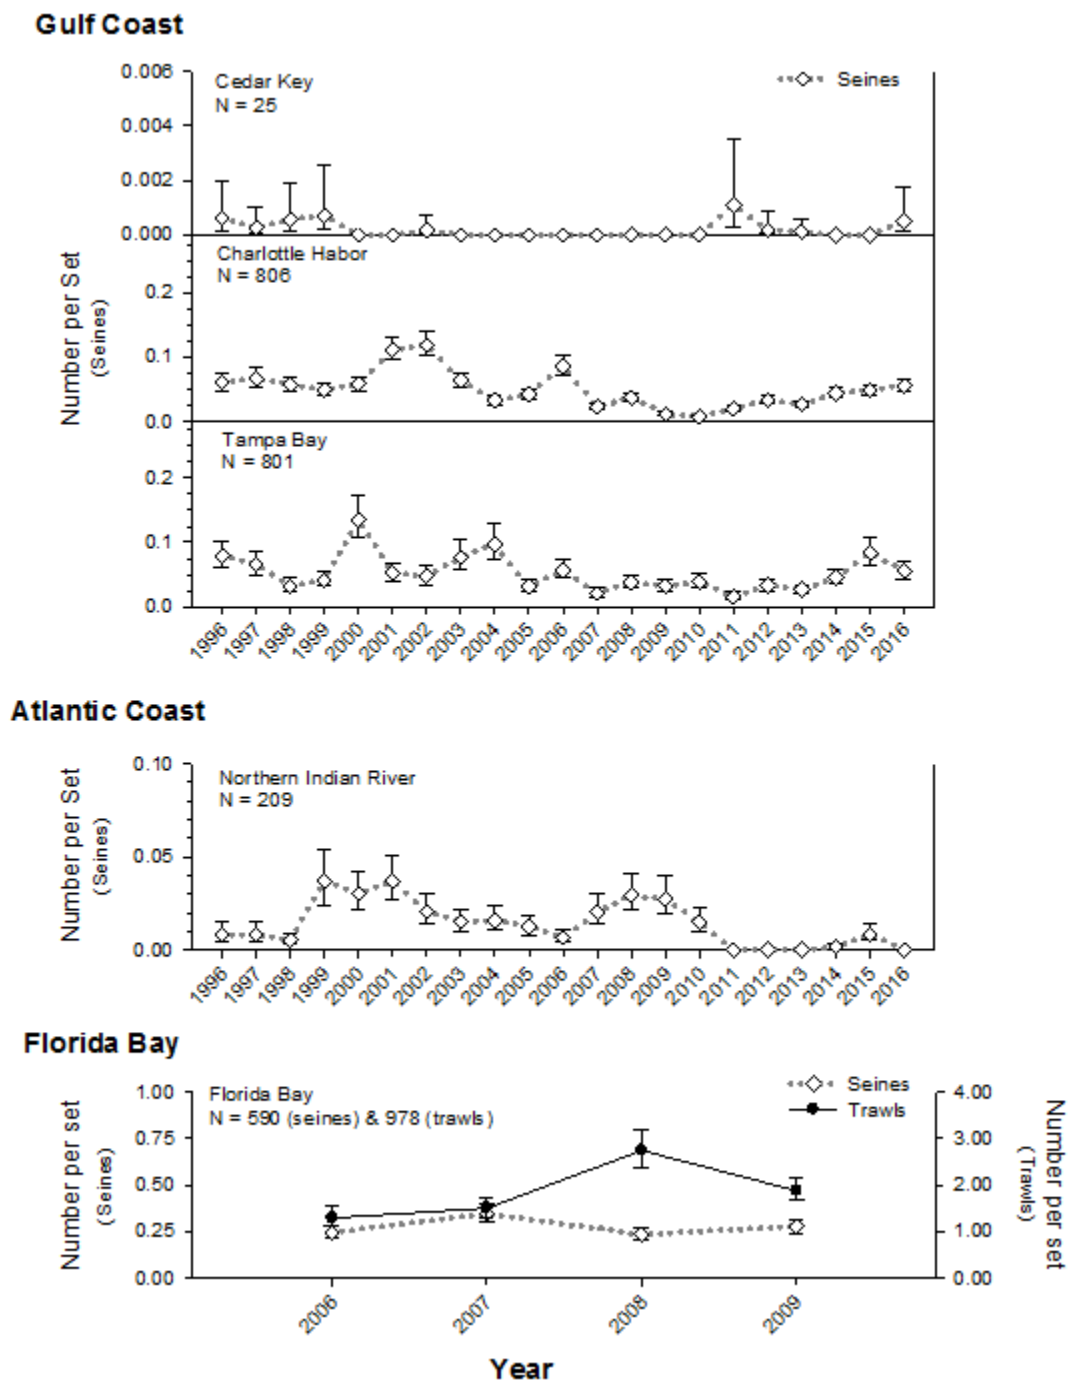 Gulf Coast
0.006
Cedar Key
N = 25
Seines
0.004
0.002
0.000
Charlottle Habor
N = 806
0.2
0.1
0.0
Number per Set
(Seines)
Tampa Bay
N = 801
0.2
0.1
0.0
1996 1997 1998 1999 2000 2001 2002 2003 2004 2005 2006 2007 2008 2009 2010 2011 2012 2013 2014 2015 2016
Atlantic Coast
0.10
Northern Indian River
N = 209
0.05
0.00
Number per Set
(Seines)
1996 1997 1998 1999 2000 2001 2002 2003 2004 2005 2006 2007 2008 2009 2010 2011 2012 2013 2014 2015 2016
Florida Bay
1.00
Florida Bay
N = 590 (seines) & 978 (trawls)
Seines
Trawls
4.00
0.75
3.00
0.50
2.00
0.25
1.00
0.00
0.00
Number per set
(Seines)
Number per set
(Trawls)
2006 2007 2008 2009
Year